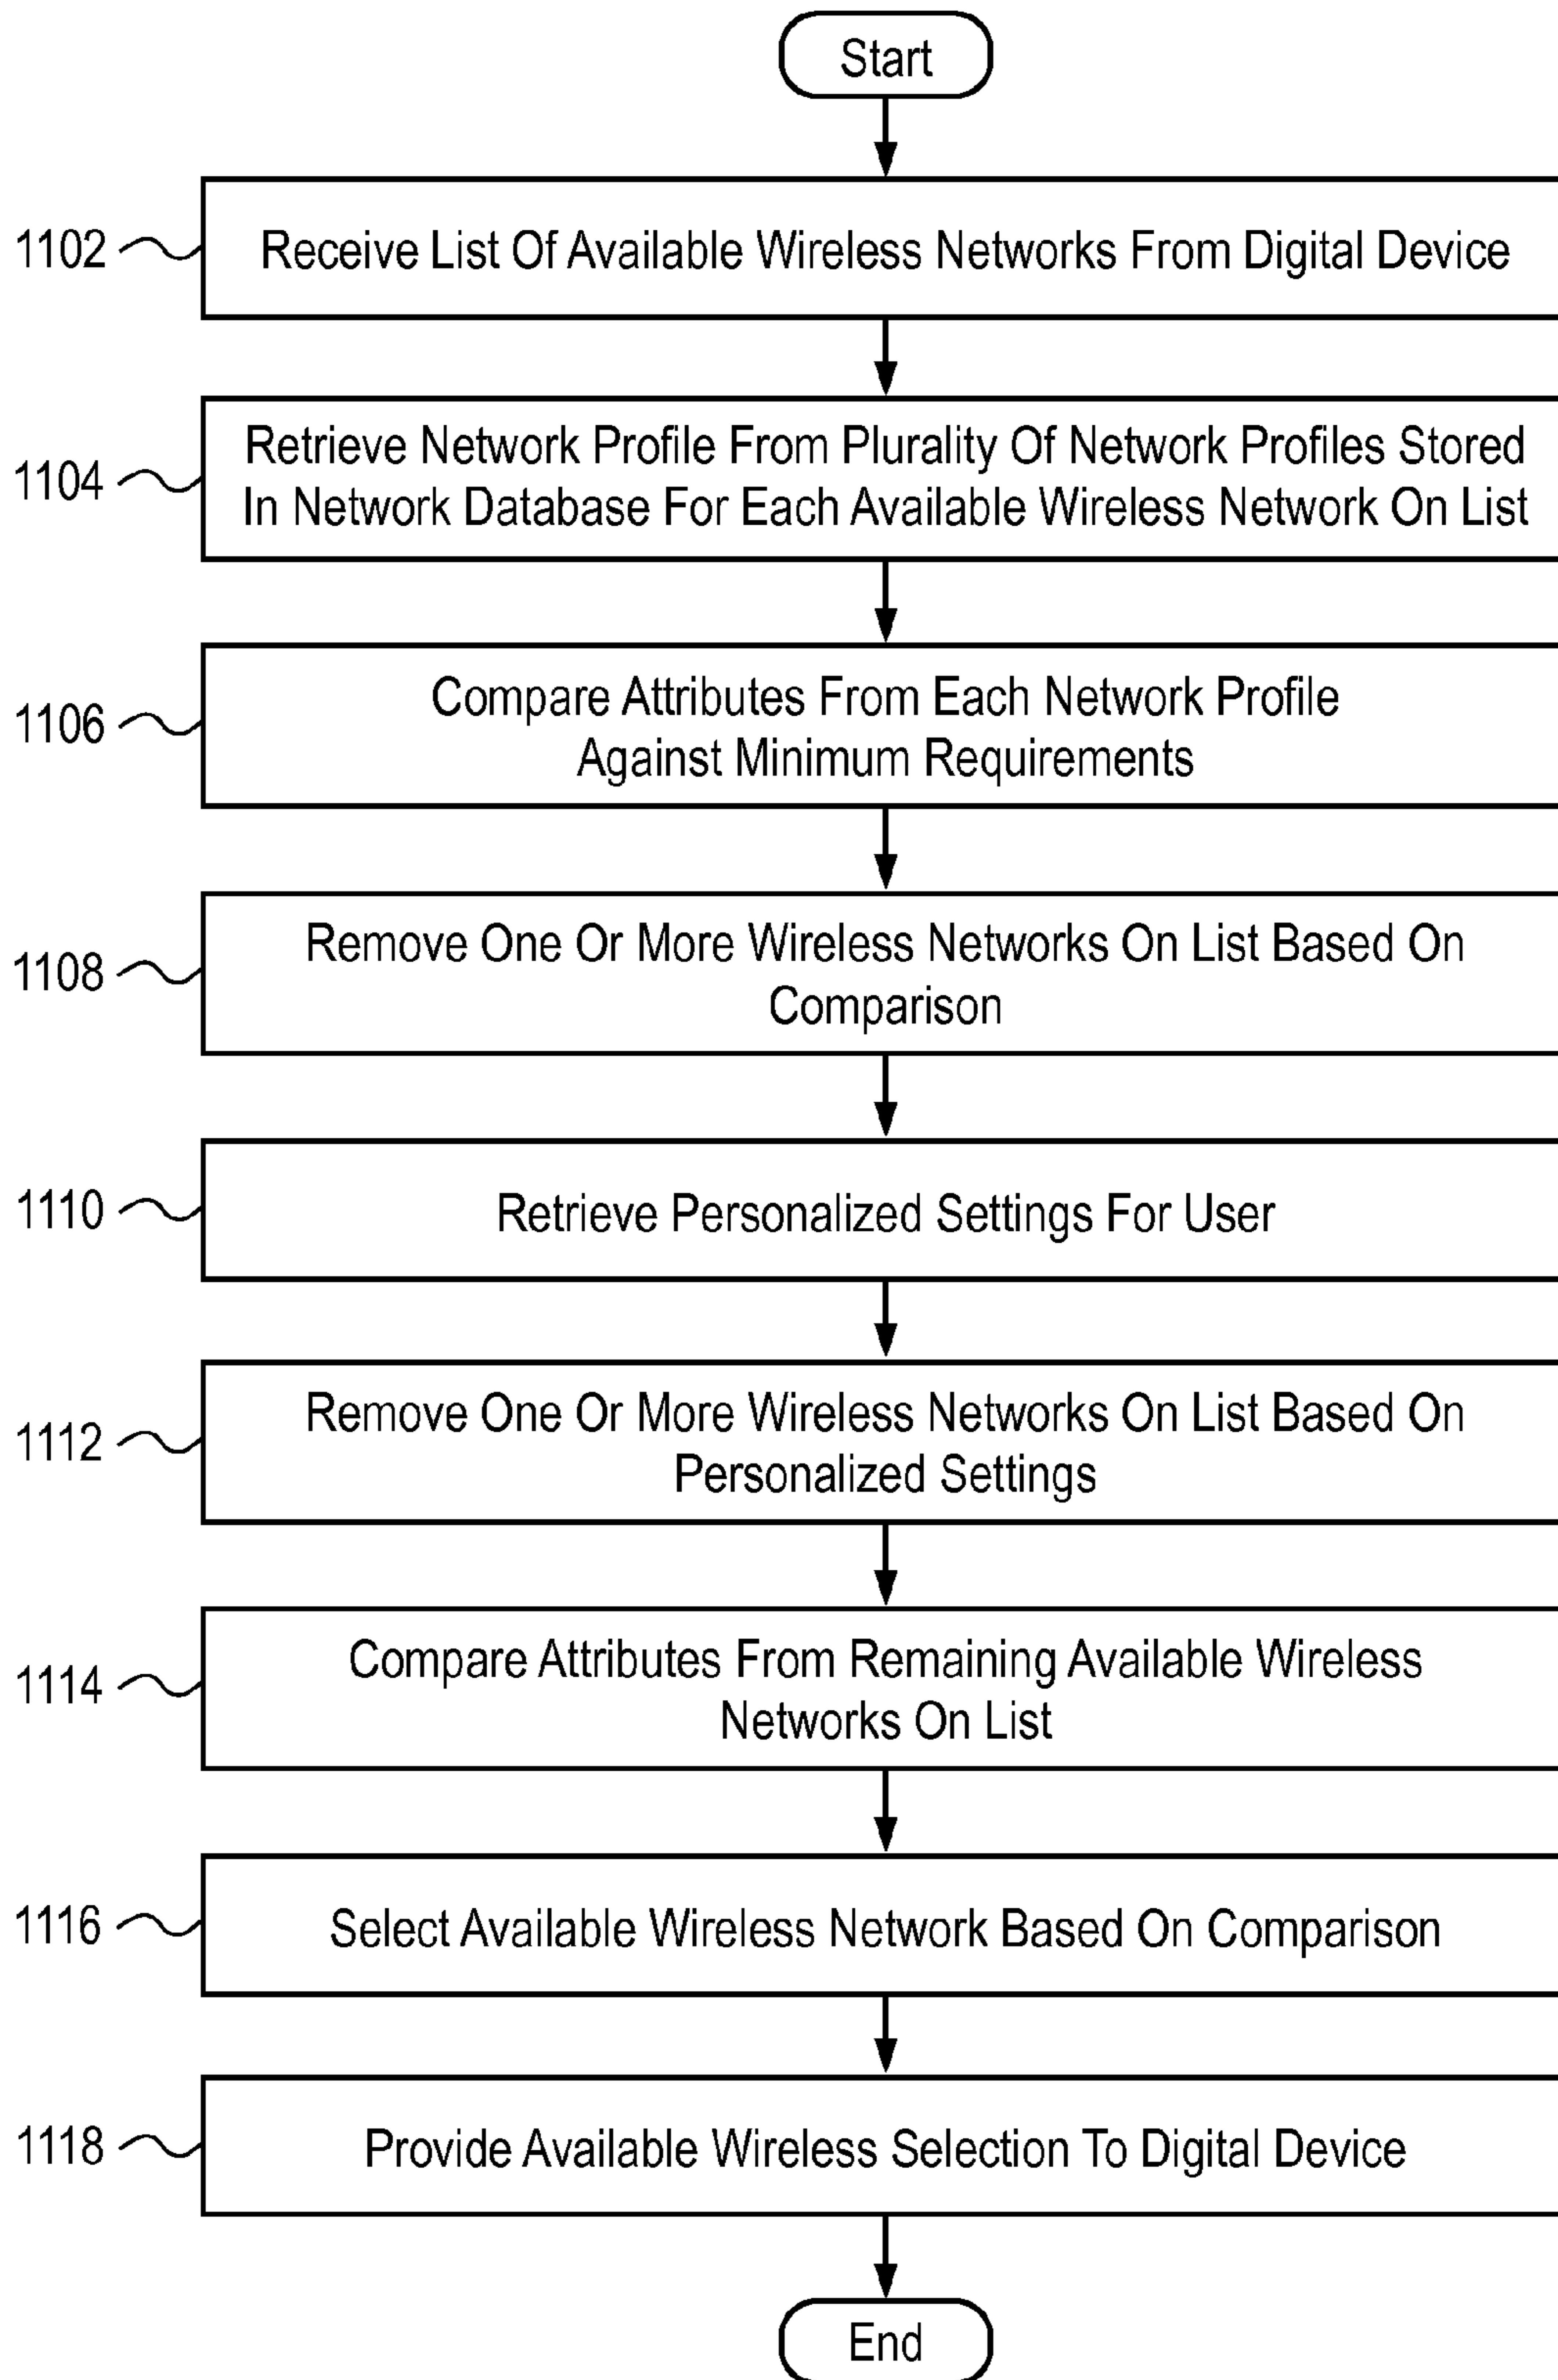 Start
1102
Receive List Of Available Wireless Networks From Digital Device
1104
Retrieve Network Profile From Plurality Of Network Profiles Stored
In Network Database For Each Available Wireless Network On List
1106
Compare Attributes From Each Network Profile
Against Minimum Requirements
1108
Remove One Or More Wireless Networks On List Based On
Comparison
1110
Retrieve Personalized Settings For User
1112
Remove One Or More Wireless Networks On List Based On
Personalized Settings
1114
Compare Attributes From Remaining Available Wireless
Networks On List
1116
Select Available Wireless Network Based On Comparison
1118
Provide Available Wireless Selection To Digital Device
End